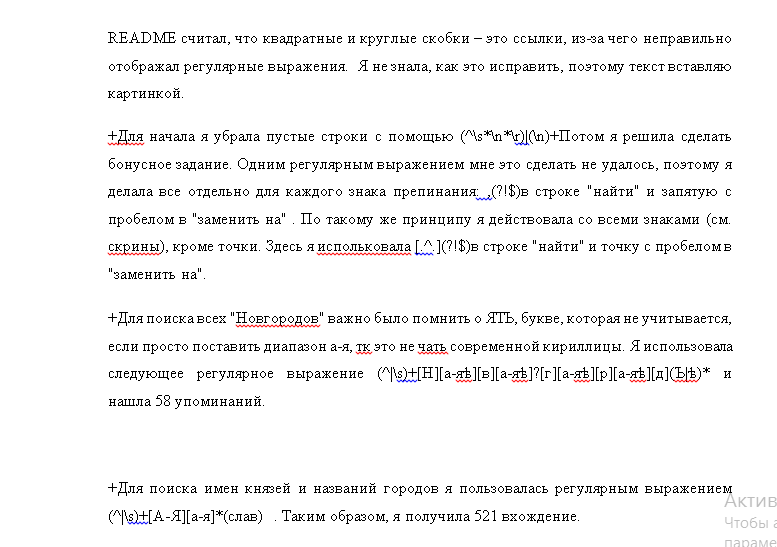 README считал, что квадратные и круглые скобки – это ссылки, из-за чего неправильно
отображал регулярные выражения. Я не знала, как это исправить, поэтому текст вставляю
картинкой.
+Для начала я убрала пустые строки с помощью (^\s*\n*\r)|(\n)+Потом я решила сделать
бонусное задание. Одним регулярным выражением мне это сделать не удалось, поэтому я
делала все отдельно для каждого знака препинания: ,(?!$)в строке "найти" и запятую с
пробелом в "заменить на" . По такому же принципу я действовала со всеми знаками (см.
скрины), кроме точки. Здесь я исльковала [.^ ](?!$)в строке "найти" и точку с пробелом в
"заменить на".
+Для поиска всех "Новгородов" важно было помнить о ЯТЬ, букве, которая не учитывается,
если просто поставить диапазон а-я, тк это не чать современной кириллицы. Я использовала
следующее регулярное выражение (^|\s)+[Н][а-яѣ][в][а-яѣ]?[г][а-яѣ][р][а-яѣ][д](Ъ|ѣ)* и
нашла 58 упоминаний.
+Для поиска имен князей и названий городов я пользовалась регулярным выражением
(^|\s)+[А-Я][а-я]*(слав) . Таким образом, я получила 521 вхождение.
Актив
Чтобы а
параме